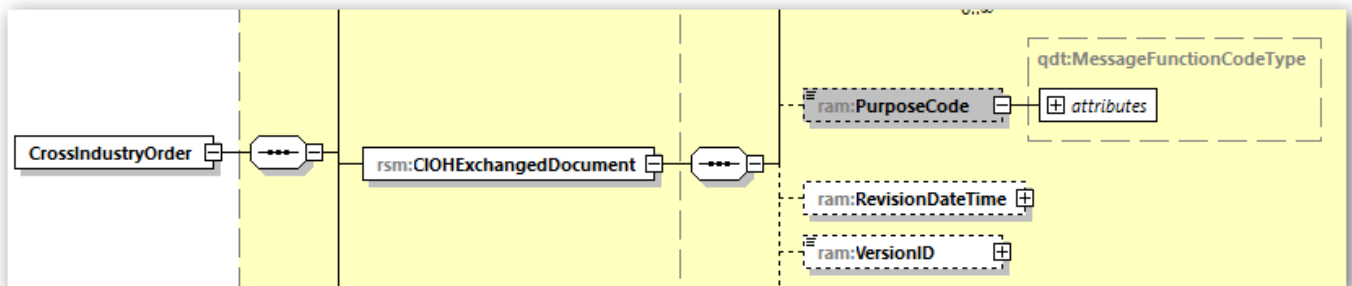 qdt:MessageFunctionCodeType
ram:PurposeCode
attributes
CrossIndustryOrder
rsm:CIOHExchangedDocument
ram:RevisionDateTime
ram:VersionID